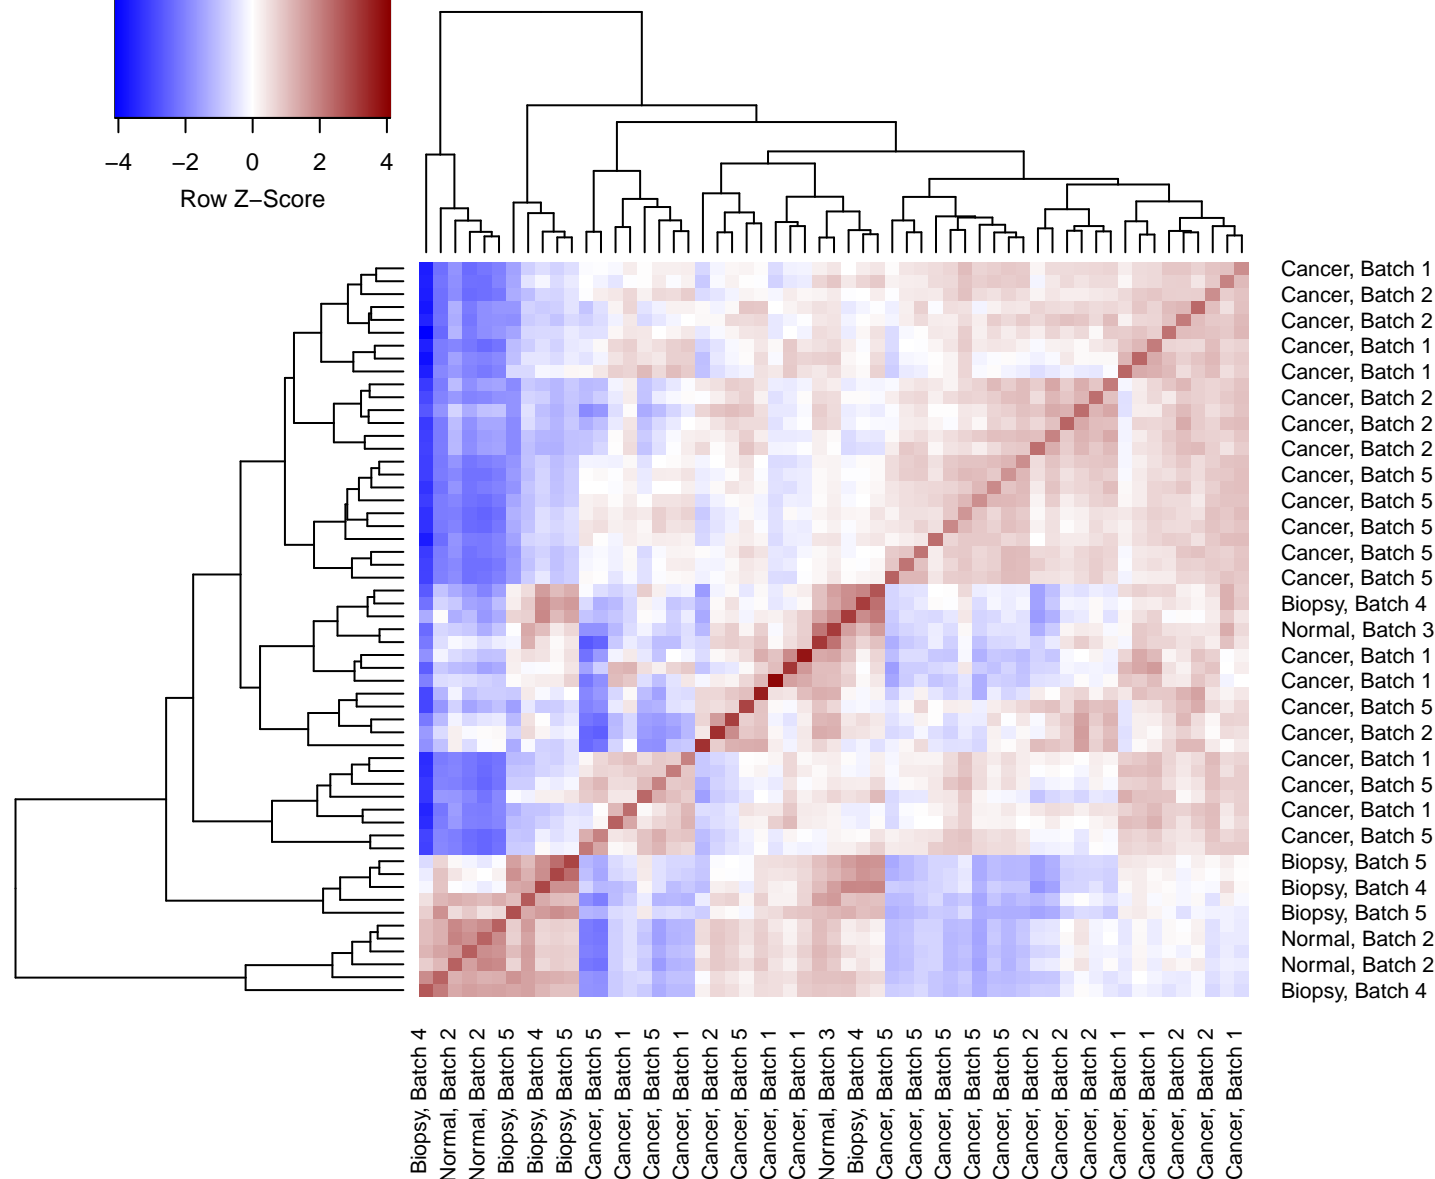 −4 −2 0 2 4
Row Z−Score
Cancer, Batch 1
Cancer, Batch 2
Cancer, Batch 2
Cancer, Batch 1
Cancer, Batch 1
Cancer, Batch 2
Cancer, Batch 2
Cancer, Batch 2
Cancer, Batch 5
Cancer, Batch 5
Cancer, Batch 5
Cancer, Batch 5
Cancer, Batch 5
Biopsy, Batch 4
Normal, Batch 3
Cancer, Batch 1
Cancer, Batch 1
Cancer, Batch 5
Cancer, Batch 2
Cancer, Batch 1
Cancer, Batch 5
Cancer, Batch 1
Cancer, Batch 5
Biopsy, Batch 5
Biopsy, Batch 4
Biopsy, Batch 5
Normal, Batch 2
Normal, Batch 2
Biopsy, Batch 4
Biopsy, Batch 4
Normal, Batch 2
Normal, Batch 2
Biopsy, Batch 5
Biopsy, Batch 4
Biopsy, Batch 5
Cancer, Batch 5
Cancer, Batch 1
Cancer, Batch 5
Cancer, Batch 1
Cancer, Batch 2
Cancer, Batch 5
Cancer, Batch 1
Cancer, Batch 1
Normal, Batch 3
Biopsy, Batch 4
Cancer, Batch 5
Cancer, Batch 5
Cancer, Batch 5
Cancer, Batch 5
Cancer, Batch 5
Cancer, Batch 2
Cancer, Batch 2
Cancer, Batch 2
Cancer, Batch 1
Cancer, Batch 1
Cancer, Batch 2
Cancer, Batch 2
Cancer, Batch 1